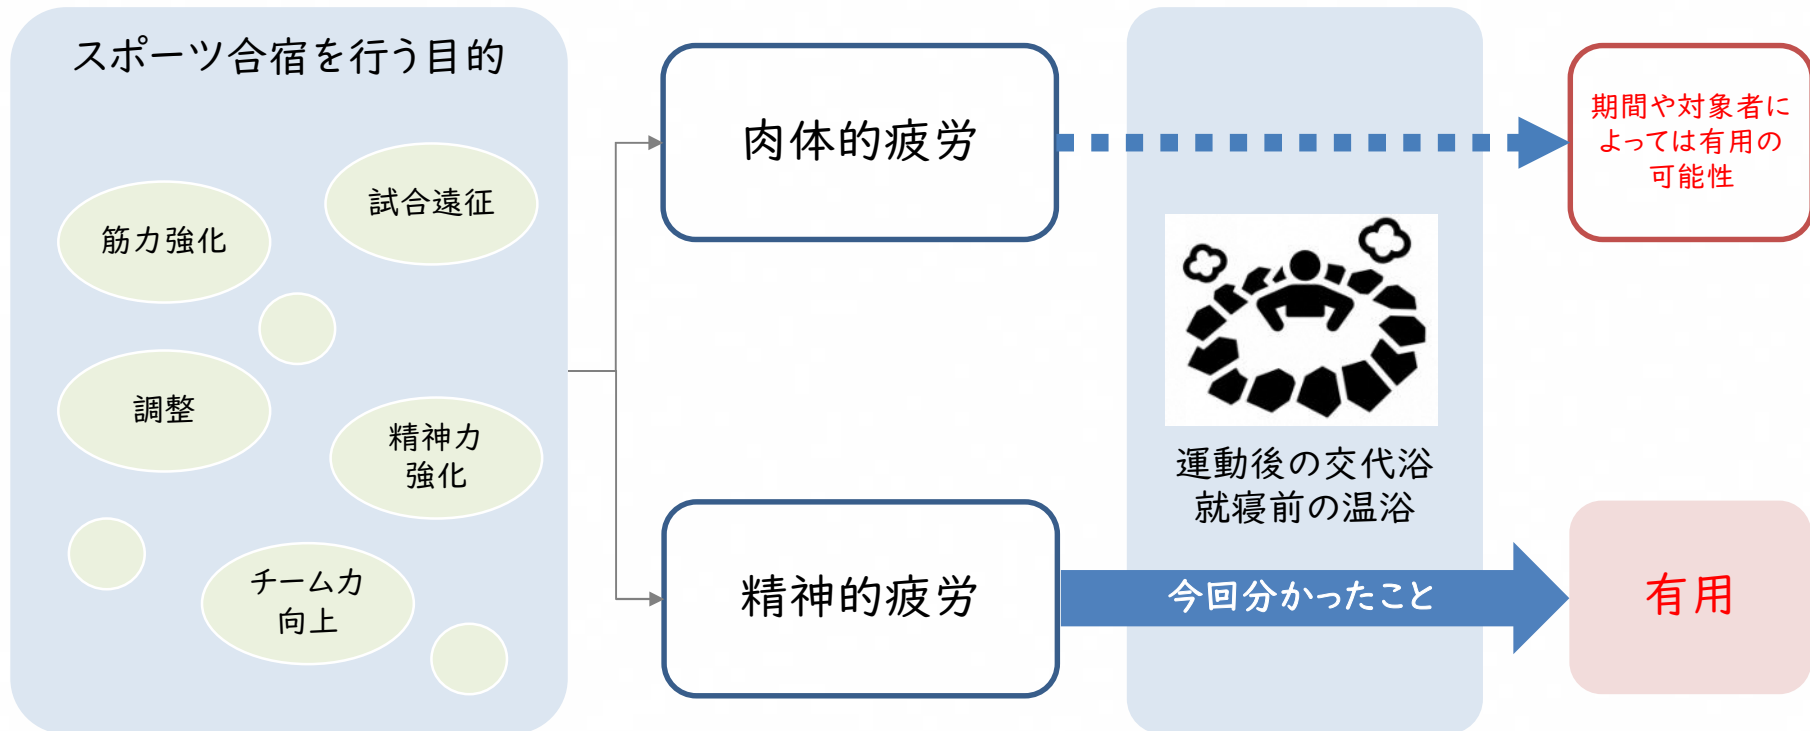 スポーツ合宿を行う目的
試合遠征
筋力強化
調整
精神力
強化
チーム力
向上
肉体的疲労
精神的疲労
運動後の交代浴
就寝前の温浴
今回分かったこと
期間や対象者に
よっては有用の
可能性
有用